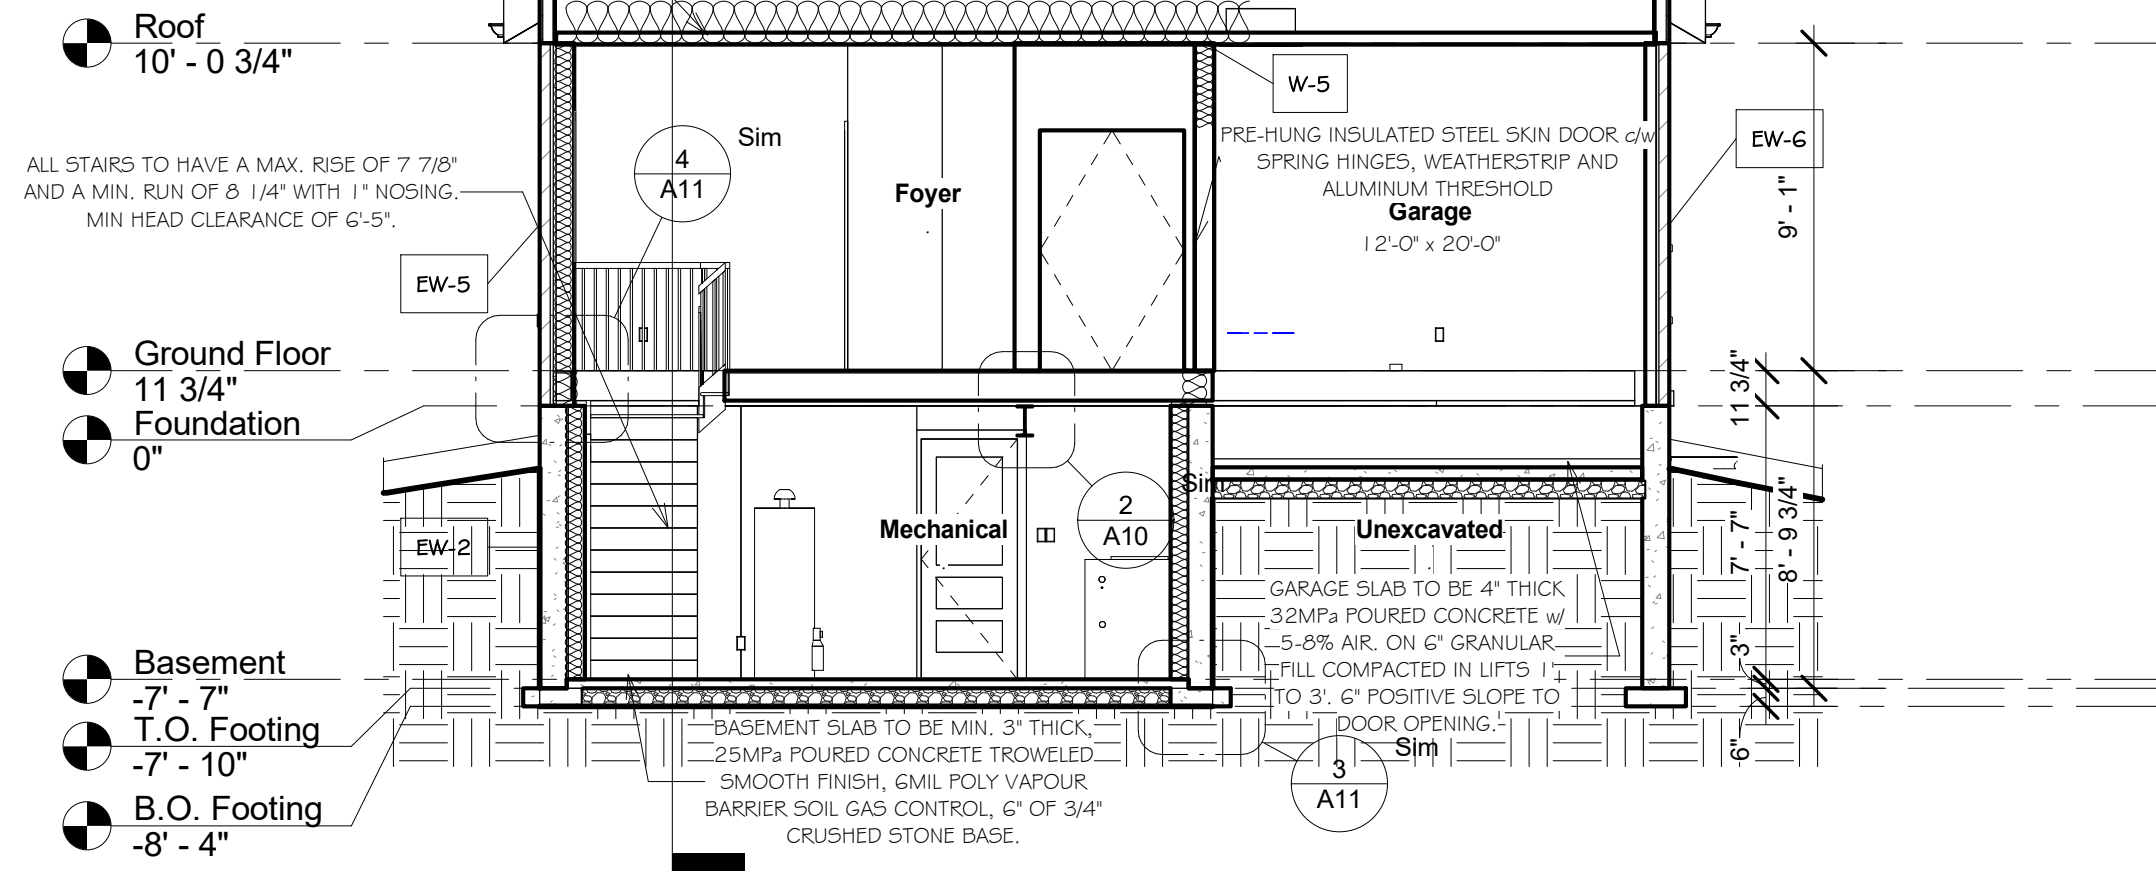 Roof
10' - 0 3/4"
ALL STAIRS TO HAVE A MAX. RISE OF 7 7/8"
AND A MIN. RUN OF 8 1/4" WITH 1" NOSING.
MIN HEAD CLEARANCE OF 6'-5".
EW-5
Ground Floor
11 3/4"
Foundation
0"
EW-2
Basement
-7' - 7"
T.O. Footing
-7' - 10"
B.O. Footing
-8' - 4"
4
A11
Sim
Foyer
W-5
PRE-HUNG INSULATED STEEL SKIN DOOR c/w
SPRING HINGES, WEATHERSTRIP AND
ALUMINUM THRESHOLD
Garage
12'-0" x 20'-0"
EW-6
9' - 1"
11 3/4"
Mechanical
2
A10
Sim
Unexcavated
GARAGE SLAB TO BE 4" THICK
32MPa POURED CONCRETE w/
5-8% AIR. ON 6" GRANULAR
FILL COMPACTED IN LIFTS 1'
TO 3'. 6" POSITIVE SLOPE TO
DOOR OPENING.
7' - 7"
8' - 9 3/4"
3"
6"
BASEMENT SLAB TO BE MIN. 3" THICK,
25MPa POURED CONCRETE TROWELED
SMOOTH FINISH, 6MIL POLY VAPOUR
BARRIER SOIL GAS CONTROL, 6" OF 3/4"
CRUSHED STONE BASE.
3
A11
Sim